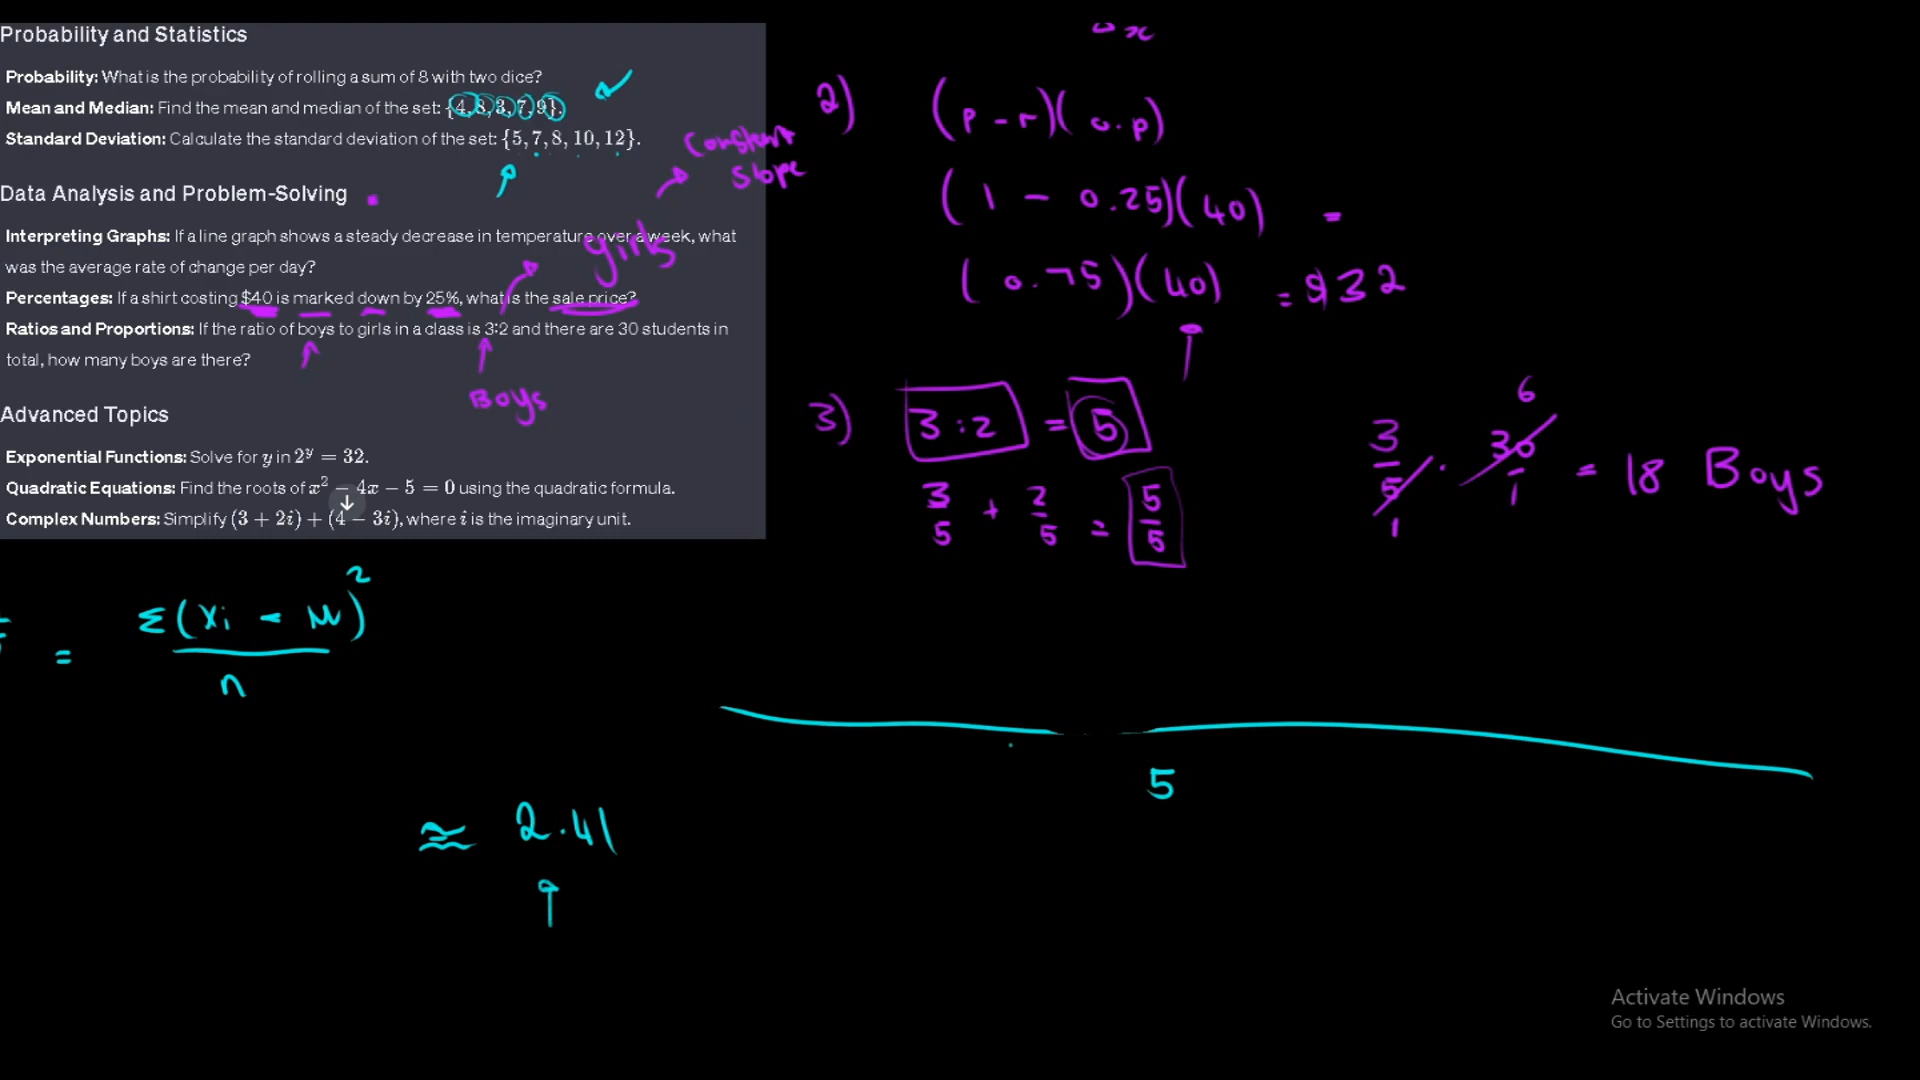 Probability and Statistics
Probability: What is the probability of rolling a sum of 8 with two dice?
Mean and Median: Find the mean and median of the set: {4, 8, 3, 7, 9}.
Standard Deviation: Calculate the standard deviation of the set: {5, 7, 8, 10, 12}.
Constant
Slope
Data Analysis and Problem-Solving
Interpreting Graphs: If a line graph shows a steady decrease in temperature over a week, what
was the average rate of change per day?
girls
Percentages: If a shirt costing $40 is marked down by 25%, what is the sale price?
Ratios and Proportions: If the ratio of boys to girls in a class is 3:2 and there are 30 students in
total, how many boys are there?
Boys
Advanced Topics
Exponential Functions: Solve for y in 2^y = 32.
Quadratic Equations: Find the roots of x² − 4x − 5 = 0 using the quadratic formula.
Complex Numbers: Simplify (3 + 2i) + (4 − 3i), where i is the imaginary unit.
x
2) (p - r)(o.p)
(1 - 0.25)(40) =
(0.75)(40) = 932
3) 3:2 = 5
3/5 + 2/5 = 5/5
6
3/5 · 30/1 = 18 Boys
1
= Σ(xi - μ)²
n
5
≅ 2.41
Activate Windows
Go to Settings to activate Windows.